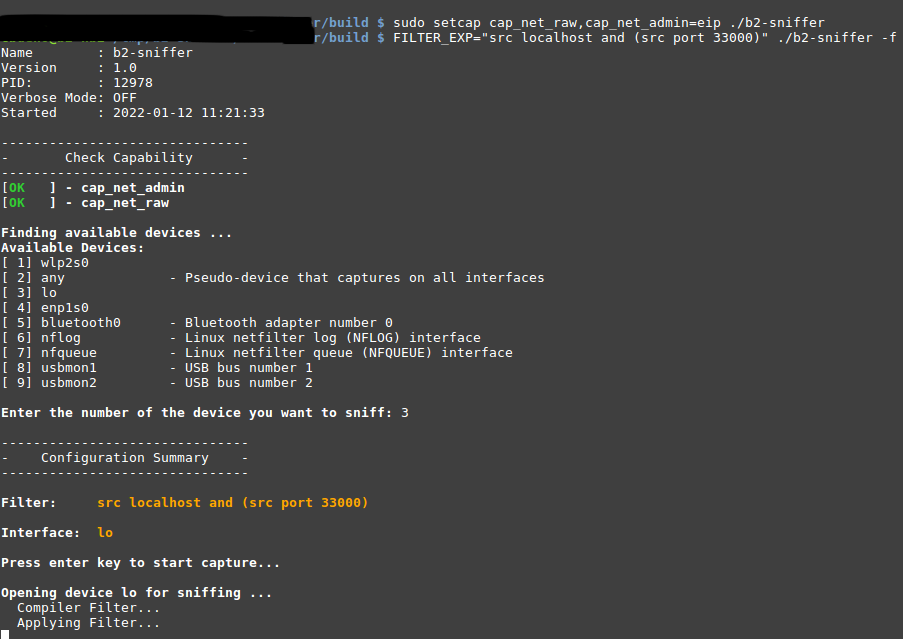 r/build $ sudo setcap cap_net_raw,cap_net_admin=eip ./b2-sniffer
r/build $ FILTER_EXP="src localhost and (src port 33000)" ./b2-sniffer -f
Name        : b2-sniffer
Version     : 1.0
PID:        : 12978
Verbose Mode: OFF
Started     : 2022-01-12 11:21:33
-------------------------------
-       Check Capability      -
-------------------------------
[OK   ] - cap_net_admin
[OK   ] - cap_net_raw
Finding available devices ...
Available Devices:
[ 1] wlp2s0
[ 2] any             - Pseudo-device that captures on all interfaces
[ 3] lo
[ 4] enp1s0
[ 5] bluetooth0      - Bluetooth adapter number 0
[ 6] nflog           - Linux netfilter log (NFLOG) interface
[ 7] nfqueue         - Linux netfilter queue (NFQUEUE) interface
[ 8] usbmon1         - USB bus number 1
[ 9] usbmon2         - USB bus number 2
Enter the number of the device you want to sniff: 3
-------------------------------
-    Configuration Summary    -
-------------------------------
Filter:     src localhost and (src port 33000)
Interface:  lo
Press enter key to start capture...
Opening device lo for sniffing ...
  Compiler Filter...
  Applying Filter...